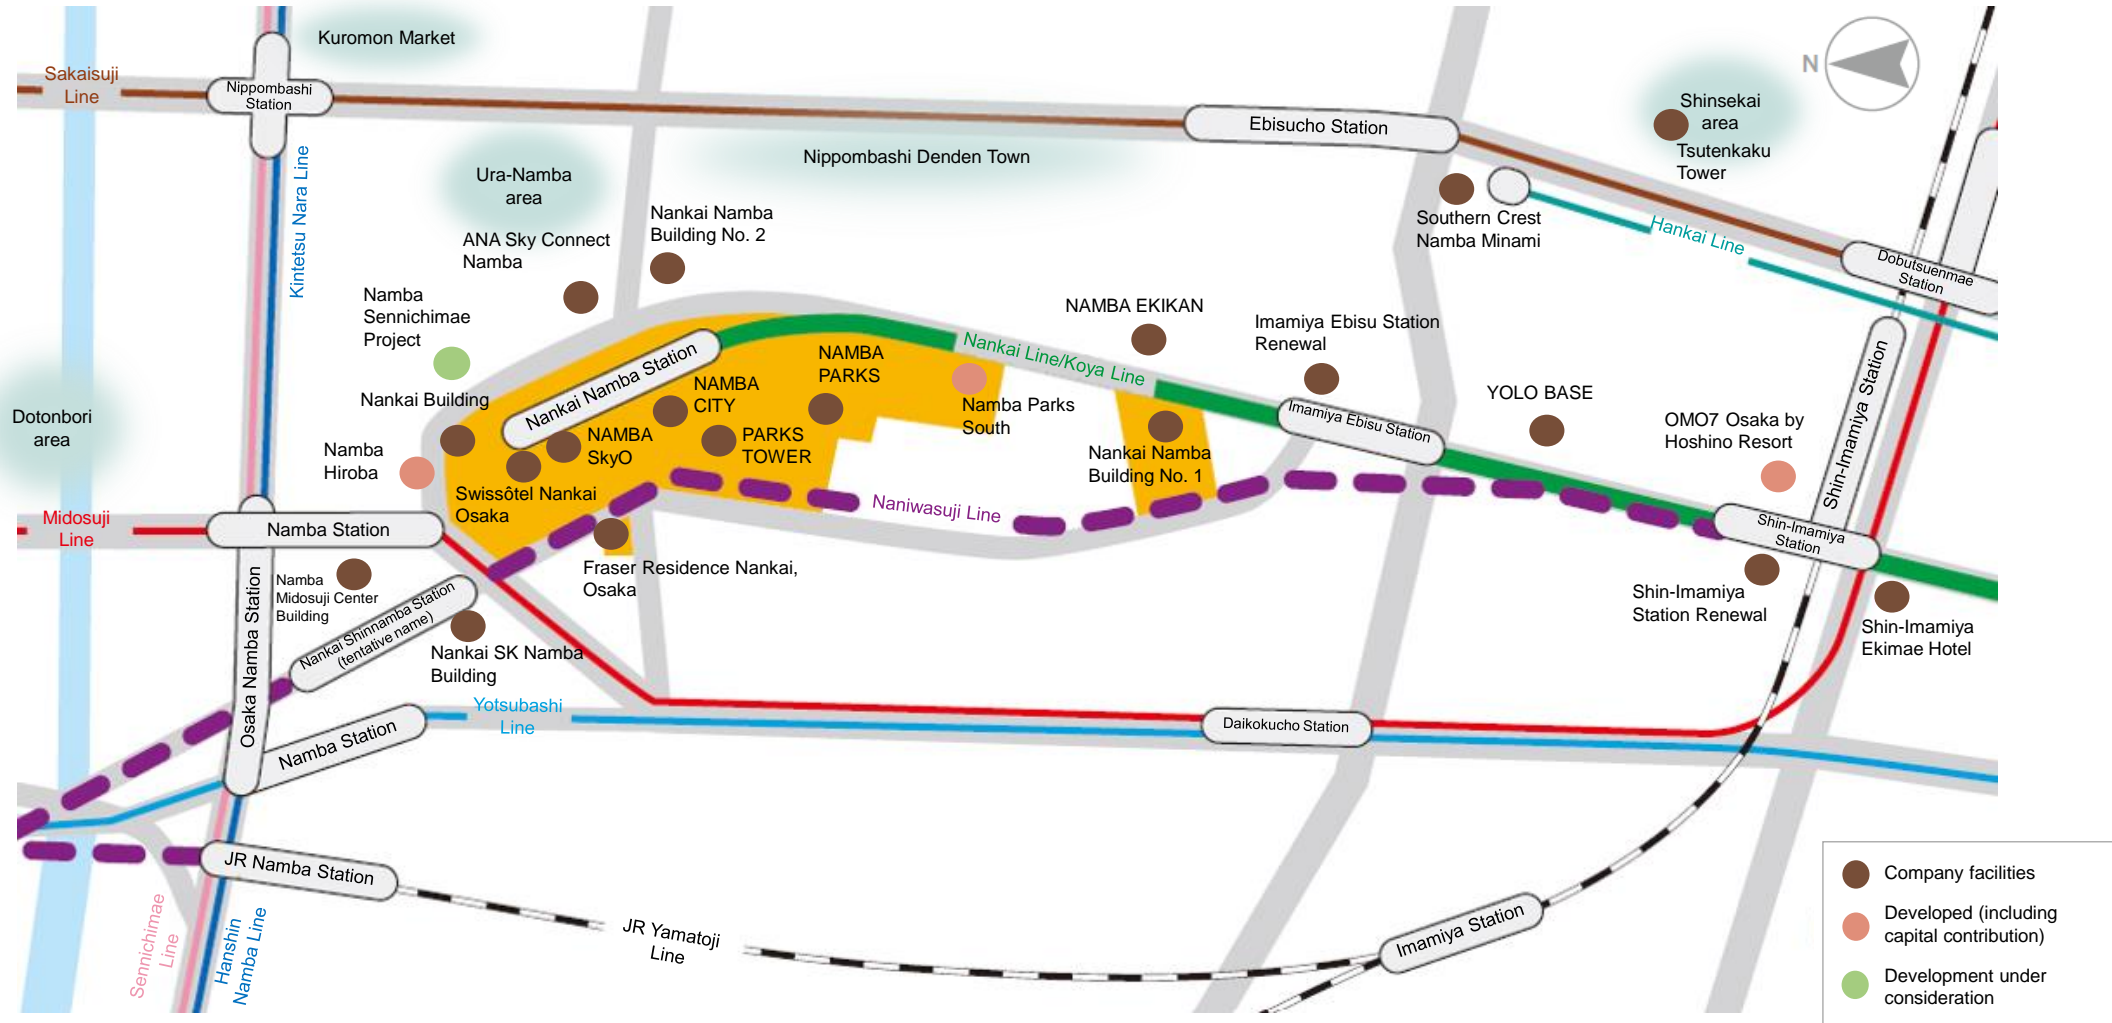 Kuromon Market
N
Sakaisuji
Line
Nippombashi
Station
Shinsekai
area
Ebisucho Station
Tsutenkaku
Tower
Nippombashi Denden Town
Ura-Namba
area
Kintetsu Nara Line
Nankai Namba
Building No. 2
Southern Crest
Namba Minami
Hankai Line
ANA Sky Connect
Namba
Dobutsuenmae
Station
Namba
Sennichimae
Project
NAMBA EKIKAN
Imamiya Ebisu Station
Renewal
Nankai Line/Koya Line
NAMBA
PARKS
Nankai Namba Station
NAMBA
CITY
Nankai Building
YOLO BASE
Shin-Imamiya Station
Namba Parks
South
Imamiya Ebisu Station
OMO7 Osaka by
Hoshino Resort
Dotonbori
area
Namba
Hiroba
NAMBA
SkyO
PARKS
TOWER
Nankai Namba
Building No. 1
Swissôtel Nankai
Osaka
Naniwasuji Line
Midosuji
Line
Namba Station
Shin-Imamiya
Station
Fraser Residence Nankai,
Osaka
Namba
Midosuji Center
Building
Shin-Imamiya
Station Renewal
Shin-Imamiya
Ekimae Hotel
Nankai Shinnamba Station
(tentative name)
Nankai SK Namba
Building
Osaka Namba Station
Yotsubashi
Line
Namba Station
Daikokucho Station
JR Namba Station
Sennichimae
Line
Hanshin
Namba Line
JR Yamatoji
Line
Imamiya Station
Company facilities
Developed (including
capital contribution)
Development under
consideration